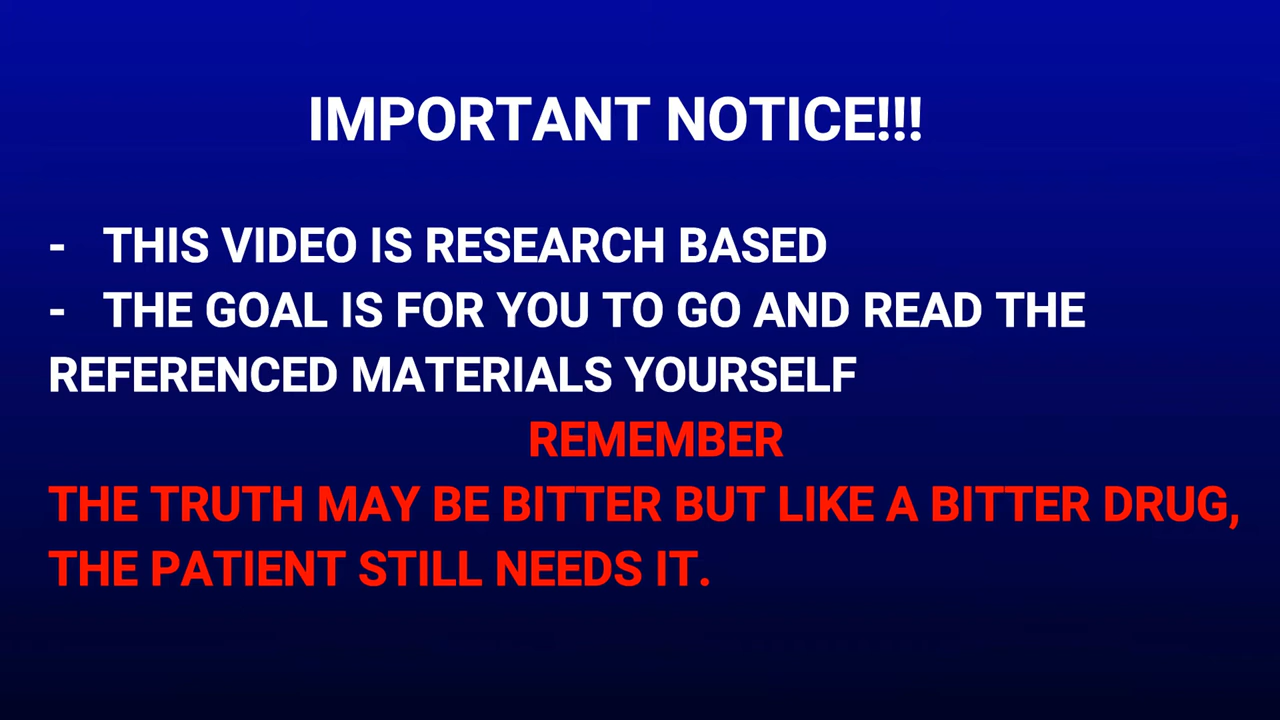 IMPORTANT NOTICE!!!
- THIS VIDEO IS RESEARCH BASED
- THE GOAL IS FOR YOU TO GO AND READ THE
REFERENCED MATERIALS YOURSELF
REMEMBER
THE TRUTH MAY BE BITTER BUT LIKE A BITTER DRUG,
THE PATIENT STILL NEEDS IT.